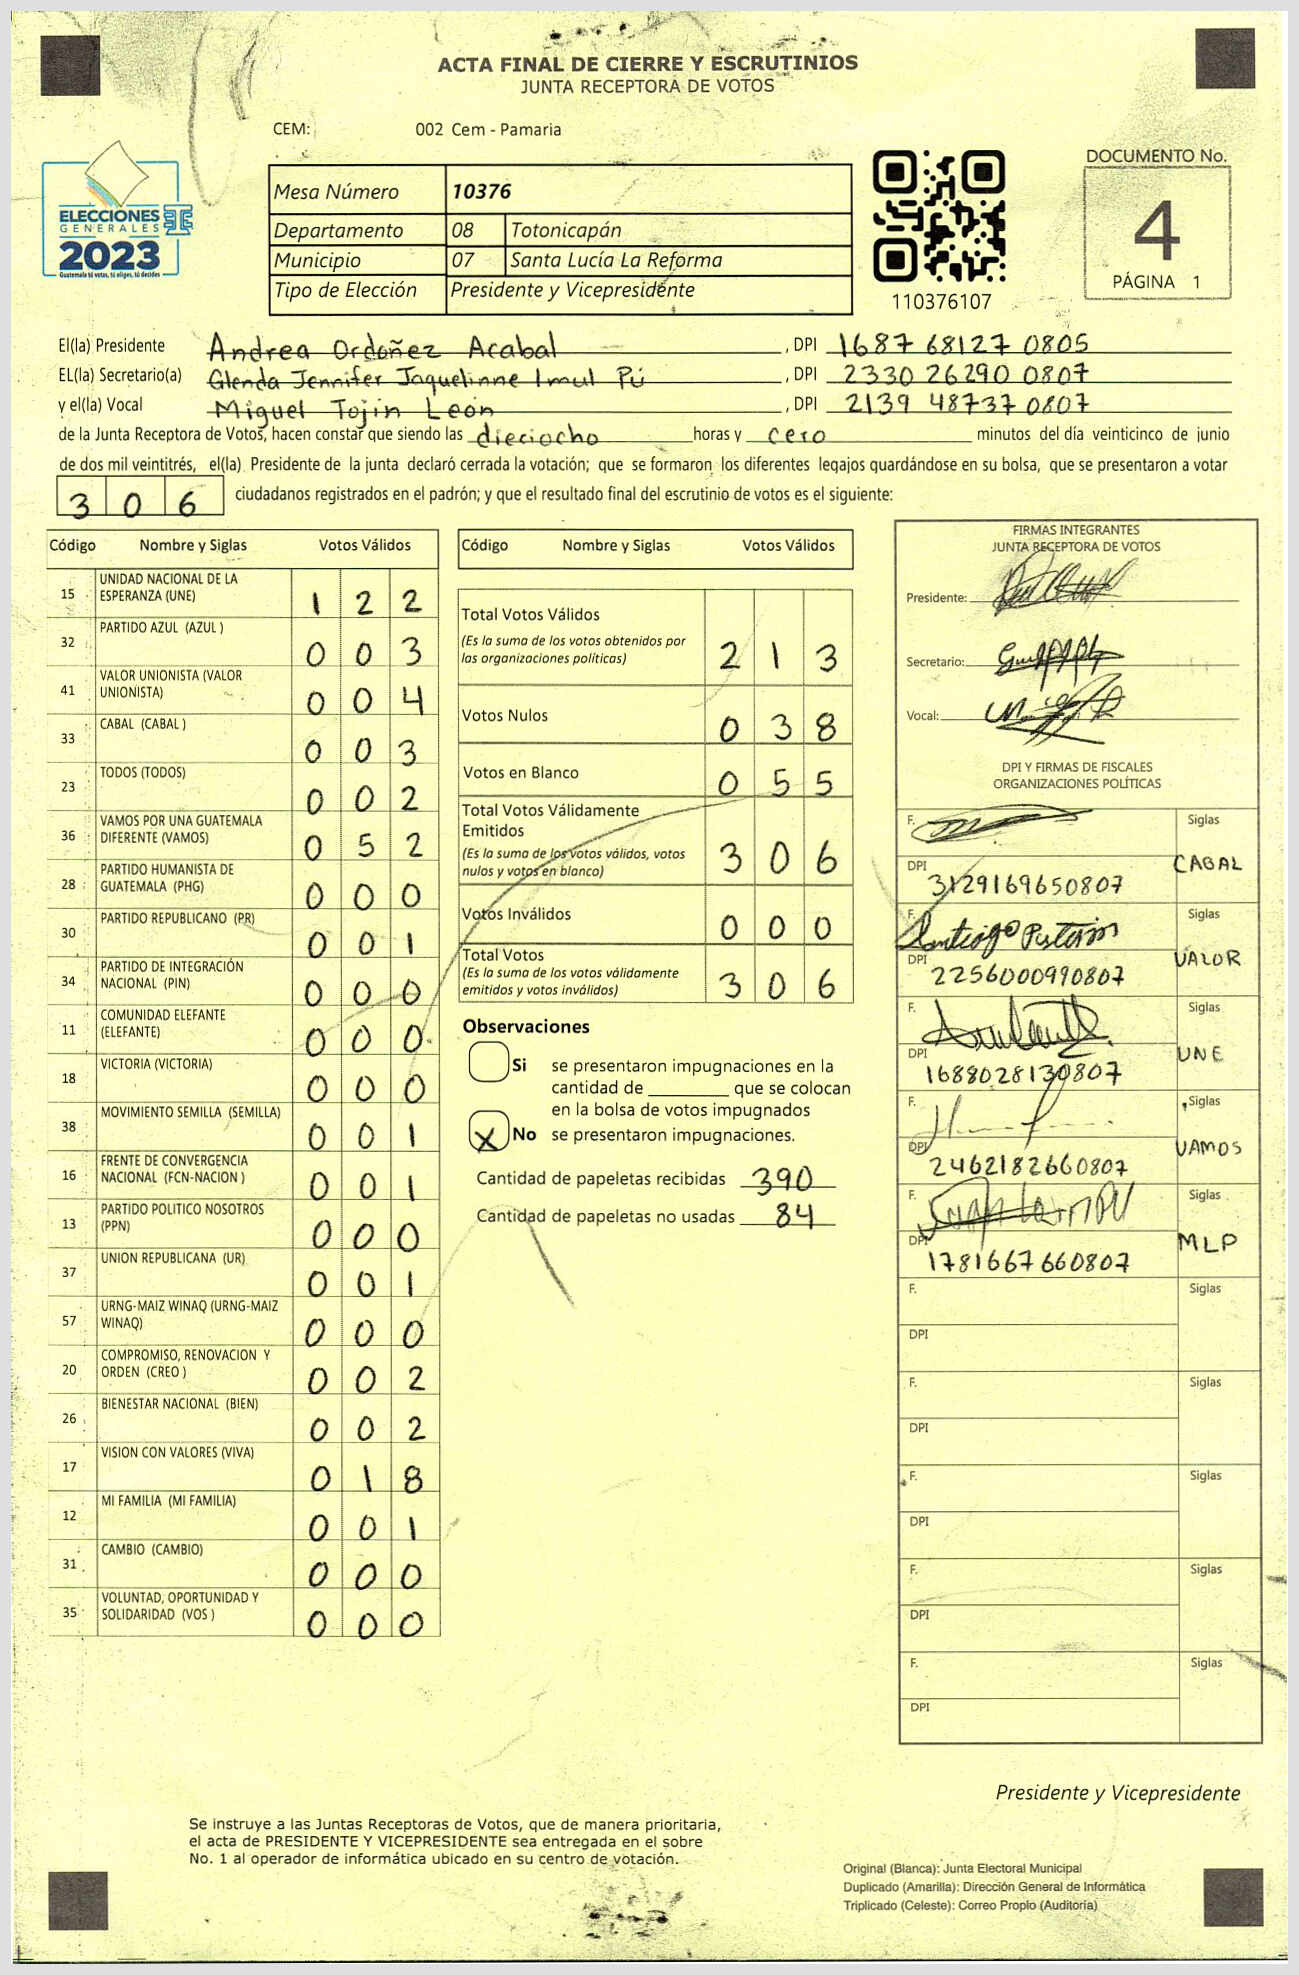 ACTA FINAL DE CIERRE Y ESCRUTINIOS
JUNTA RECEPTORA DE VOTOS
CEM: 002 Cem - Pamaria
ELECCIONES
GENERALES
2023
Guatemala tú votas, tú eliges, tú decides
Mesa Número 10376
Departamento 08 Totonicapán
Municipio 07 Santa Lucía La Reforma
Tipo de Elección Presidente y Vicepresidente
110376107
DOCUMENTO No.
4
PÁGINA 1
El(la) Presidente Andrea Ordoñez Acabal, DPI 1687 68127 0805
EL(la) Secretario(a) Glenda Jennifer Jaquelinne Imul Pú, DPI 2330 26290 0807
y el(la) Vocal Miguel Tojin León, DPI 2139 48737 0807
de la Junta Receptora de Votos, hacen constar que siendo las dieciocho horas y cero minutos del día veinticinco de junio
de dos mil veintitrés, el(la) Presidente de la junta declaró cerrada la votación; que se formaron los diferentes legajos guardándose en su bolsa, que se presentaron a votar
306 ciudadanos registrados en el padrón; y que el resultado final del escrutinio de votos es el siguiente:
Código Nombre y Siglas Votos Válidos
15 UNIDAD NACIONAL DE LA ESPERANZA (UNE) 1 2 2
32 PARTIDO AZUL (AZUL ) 0 0 3
41 VALOR UNIONISTA (VALOR UNIONISTA) 0 0 4
33 CABAL (CABAL ) 0 0 3
23 TODOS (TODOS) 0 0 2
36 VAMOS POR UNA GUATEMALA DIFERENTE (VAMOS) 0 5 2
28 PARTIDO HUMANISTA DE GUATEMALA (PHG) 0 0 0
30 PARTIDO REPUBLICANO (PR) 0 0 1
34 PARTIDO DE INTEGRACIÓN NACIONAL (PIN) 0 0 0
11 COMUNIDAD ELEFANTE (ELEFANTE) 0 0 0
18 VICTORIA (VICTORIA) 0 0 0
38 MOVIMIENTO SEMILLA (SEMILLA) 0 0 1
16 FRENTE DE CONVERGENCIA NACIONAL (FCN-NACION ) 0 0 1
13 PARTIDO POLITICO NOSOTROS (PPN) 0 0 0
37 UNION REPUBLICANA (UR) 0 0 1
57 URNG-MAIZ WINAQ (URNG-MAIZ WINAQ) 0 0 0
20 COMPROMISO, RENOVACION Y ORDEN (CREO ) 0 0 2
26 BIENESTAR NACIONAL (BIEN) 0 0 2
17 VISION CON VALORES (VIVA) 0 1 8
12 MI FAMILIA (MI FAMILIA) 0 0 1
31 CAMBIO (CAMBIO) 0 0 0
35 VOLUNTAD, OPORTUNIDAD Y SOLIDARIDAD (VOS ) 0 0 0
Código Nombre y Siglas Votos Válidos
Total Votos Válidos
(Es la suma de los votos obtenidos por
las organizaciones políticas) 2 1 3
Votos Nulos 0 3 8
Votos en Blanco 0 5 5
Total Votos Válidamente
Emitidos
(Es la suma de los votos válidos, votos
nulos y votos en blanco) 3 0 6
Votos Inválidos 0 0 0
Total Votos
(Es la suma de los votos válidamente
emitidos y votos inválidos) 3 0 6
Observaciones
Si se presentaron impugnaciones en la
cantidad de ________ que se colocan
en la bolsa de votos impugnados
X No se presentaron impugnaciones.
Cantidad de papeletas recibidas 390
Cantidad de papeletas no usadas 84
FIRMAS INTEGRANTES
JUNTA RECEPTORA DE VOTOS
Presidente:
Secretario:
Vocal:
DPI Y FIRMAS DE FISCALES
ORGANIZACIONES POLÍTICAS
F. Siglas
DPI 3129169650807 CABAL
F. Santiago Siglas
DPI 2256000990807 VALOR
F. Siglas
DPI 1688028130807 UNE
F. Siglas
DPI 2462182660807 VAMOS
F. Siglas
DPI 1781667660807 MLP
F. Siglas
DPI
F. Siglas
DPI
F. Siglas
DPI
F. Siglas
DPI
F. Siglas
DPI
Presidente y Vicepresidente
Se instruye a las Juntas Receptoras de Votos, que de manera prioritaria,
el acta de PRESIDENTE Y VICEPRESIDENTE sea entregada en el sobre
No. 1 al operador de informática ubicado en su centro de votación.
Original (Blanca): Junta Electoral Municipal
Duplicado (Amarilla): Dirección General de Informática
Triplicado (Celeste): Correo Propio (Auditoría)